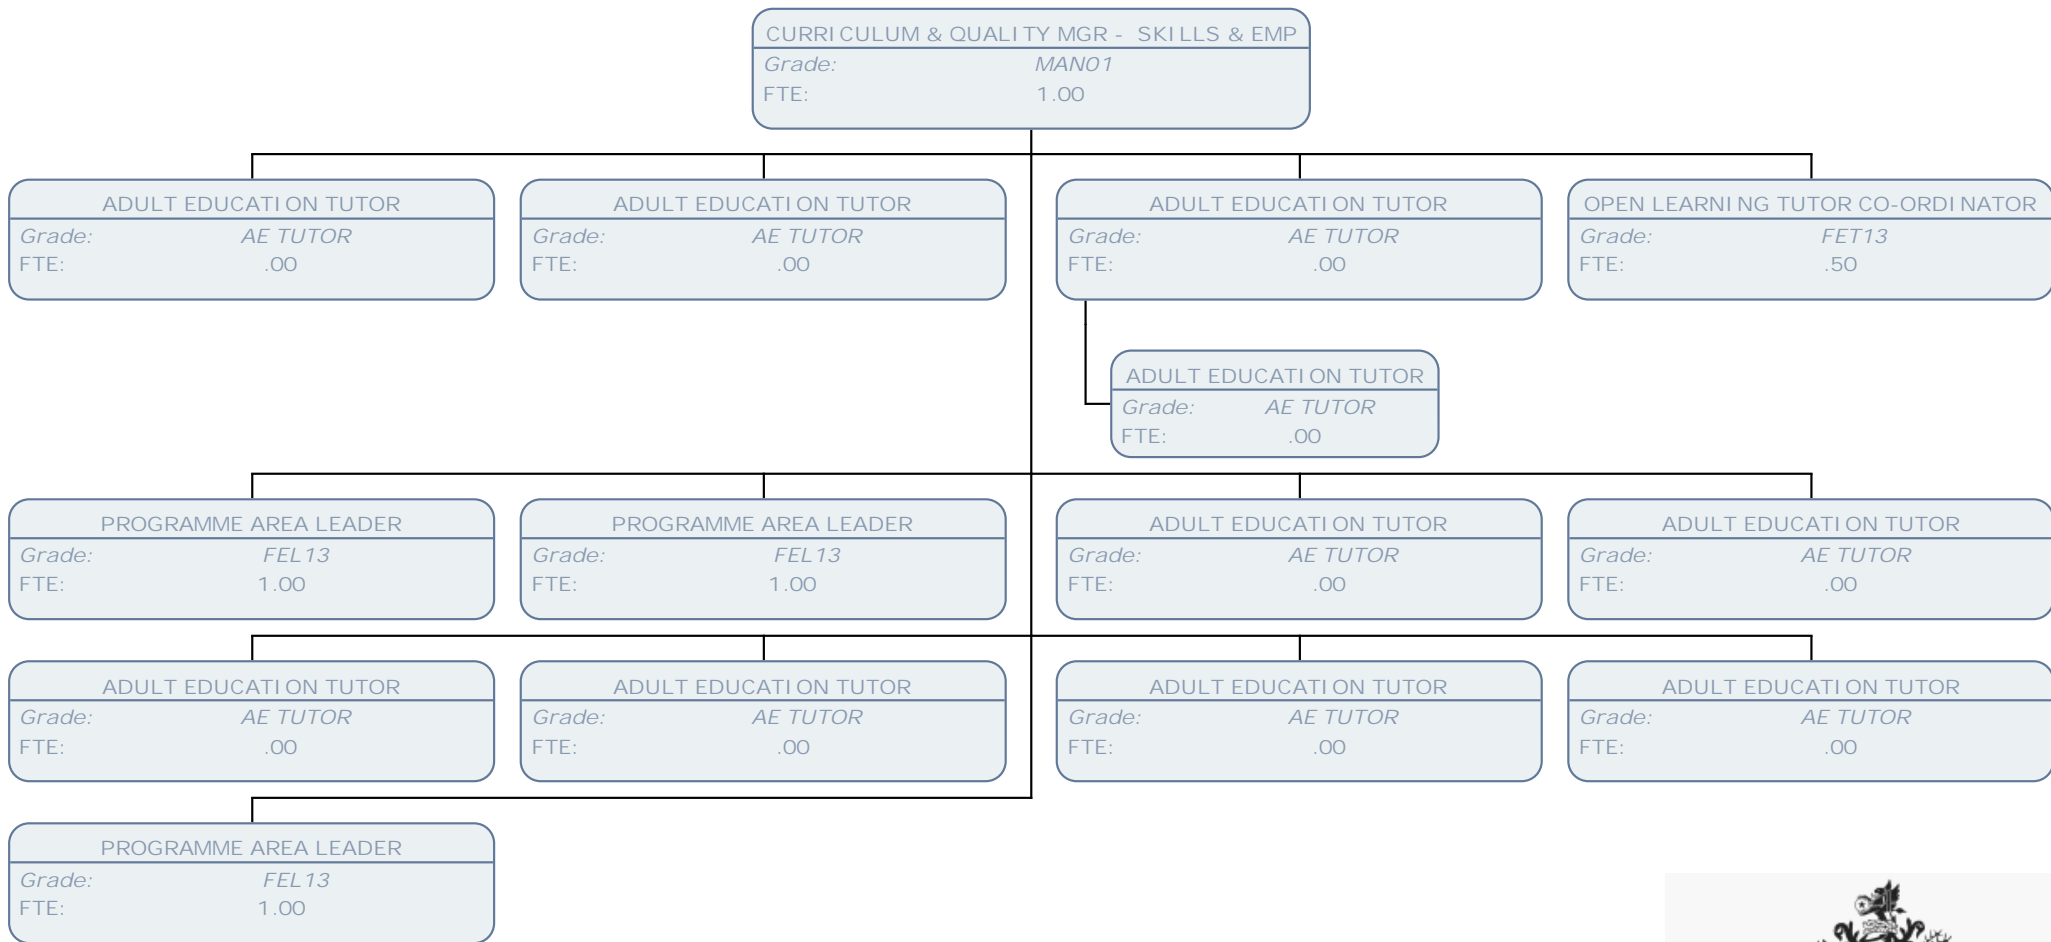 CURRICULUM & QUALITY MGR - SKILLS & EMP
Grade: MAN01
FTE: 1.00
ADULT EDUCATION TUTOR
Grade: AE TUTOR
FTE: .00
ADULT EDUCATION TUTOR
Grade: AE TUTOR
FTE: .00
ADULT EDUCATION TUTOR
Grade: AE TUTOR
FTE: .00
OPEN LEARNING TUTOR CO-ORDINATOR
Grade: FET13
FTE: .50
ADULT EDUCATION TUTOR
Grade: AE TUTOR
FTE: .00
PROGRAMME AREA LEADER
Grade: FEL13
FTE: 1.00
PROGRAMME AREA LEADER
Grade: FEL13
FTE: 1.00
ADULT EDUCATION TUTOR
Grade: AE TUTOR
FTE: .00
ADULT EDUCATION TUTOR
Grade: AE TUTOR
FTE: .00
ADULT EDUCATION TUTOR
Grade: AE TUTOR
FTE: .00
ADULT EDUCATION TUTOR
Grade: AE TUTOR
FTE: .00
ADULT EDUCATION TUTOR
Grade: AE TUTOR
FTE: .00
ADULT EDUCATION TUTOR
Grade: AE TUTOR
FTE: .00
PROGRAMME AREA LEADER
Grade: FEL13
FTE: 1.00